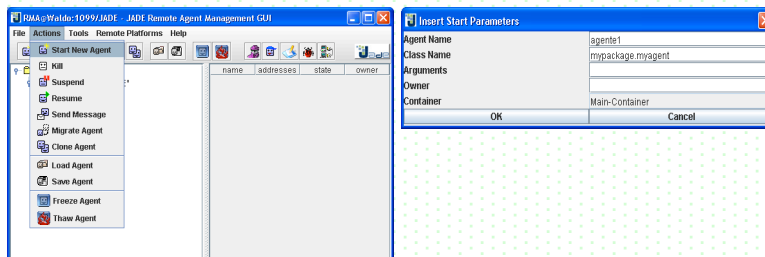 RMA@Waldo:1099/JADE - JADE Remote Agent Management GUI
File Actions Tools Remote Platforms Help
Start New Agent
Kill
Suspend
Resume
Send Message
Migrate Agent
Clone Agent
Load Agent
Save Agent
Freeze Agent
Thaw Agent
name addresses state owner
Insert Start Parameters
Agent Name agente1
Class Name mypackage.myagent
Arguments
Owner
Container Main-Container
OK Cancel